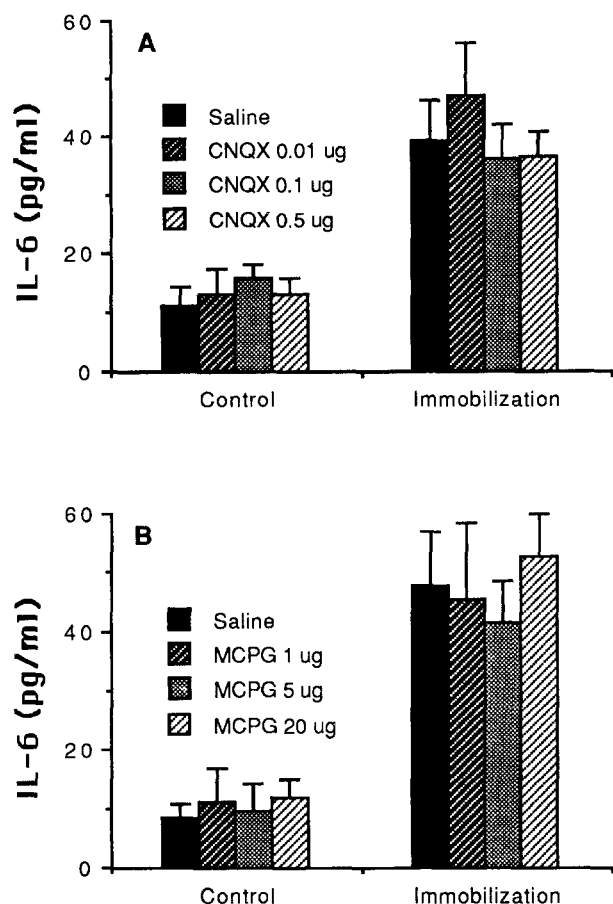 A
60
40
20
0
IL-6 (pg/ml)
Saline
CNQX 0.01 ug
CNQX 0.1 ug
CNQX 0.5 ug
Control
Immobilization
B
60
40
20
0
IL-6 (pg/ml)
Saline
MCPG 1 ug
MCPG 5 ug
MCPG 20 ug
Control
Immobilization